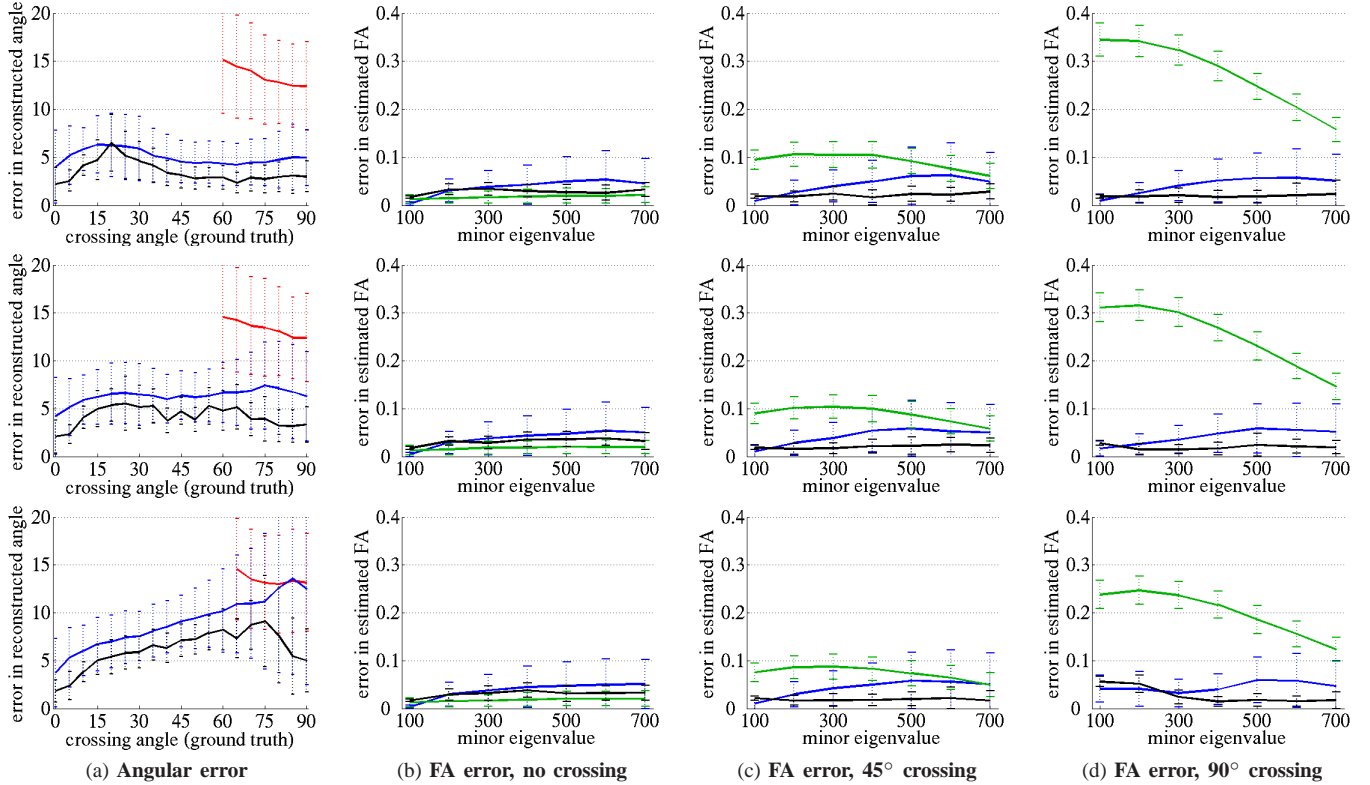 error in reconstructed angle
20
15
10
5
0
0 15 30 45 60 75 90
crossing angle (ground truth)
error in estimated FA
0.4
0.3
0.2
0.1
0
100 300 500 700
minor eigenvalue
error in estimated FA
0.4
0.3
0.2
0.1
0
100 300 500 700
minor eigenvalue
error in estimated FA
0.4
0.3
0.2
0.1
0
100 300 500 700
minor eigenvalue
error in reconstructed angle
20
15
10
5
0
0 15 30 45 60 75 90
crossing angle (ground truth)
error in estimated FA
0.4
0.3
0.2
0.1
0
100 300 500 700
minor eigenvalue
error in estimated FA
0.4
0.3
0.2
0.1
0
100 300 500 700
minor eigenvalue
error in estimated FA
0.4
0.3
0.2
0.1
0
100 300 500 700
minor eigenvalue
error in reconstructed angle
20
15
10
5
0
0 15 30 45 60 75 90
crossing angle (ground truth)
error in estimated FA
0.4
0.3
0.2
0.1
0
100 300 500 700
minor eigenvalue
error in estimated FA
0.4
0.3
0.2
0.1
0
100 300 500 700
minor eigenvalue
error in estimated FA
0.4
0.3
0.2
0.1
0
100 300 500 700
minor eigenvalue
(a) Angular error
(b) FA error, no crossing
(c) FA error, 45° crossing
(d) FA error, 90° crossing